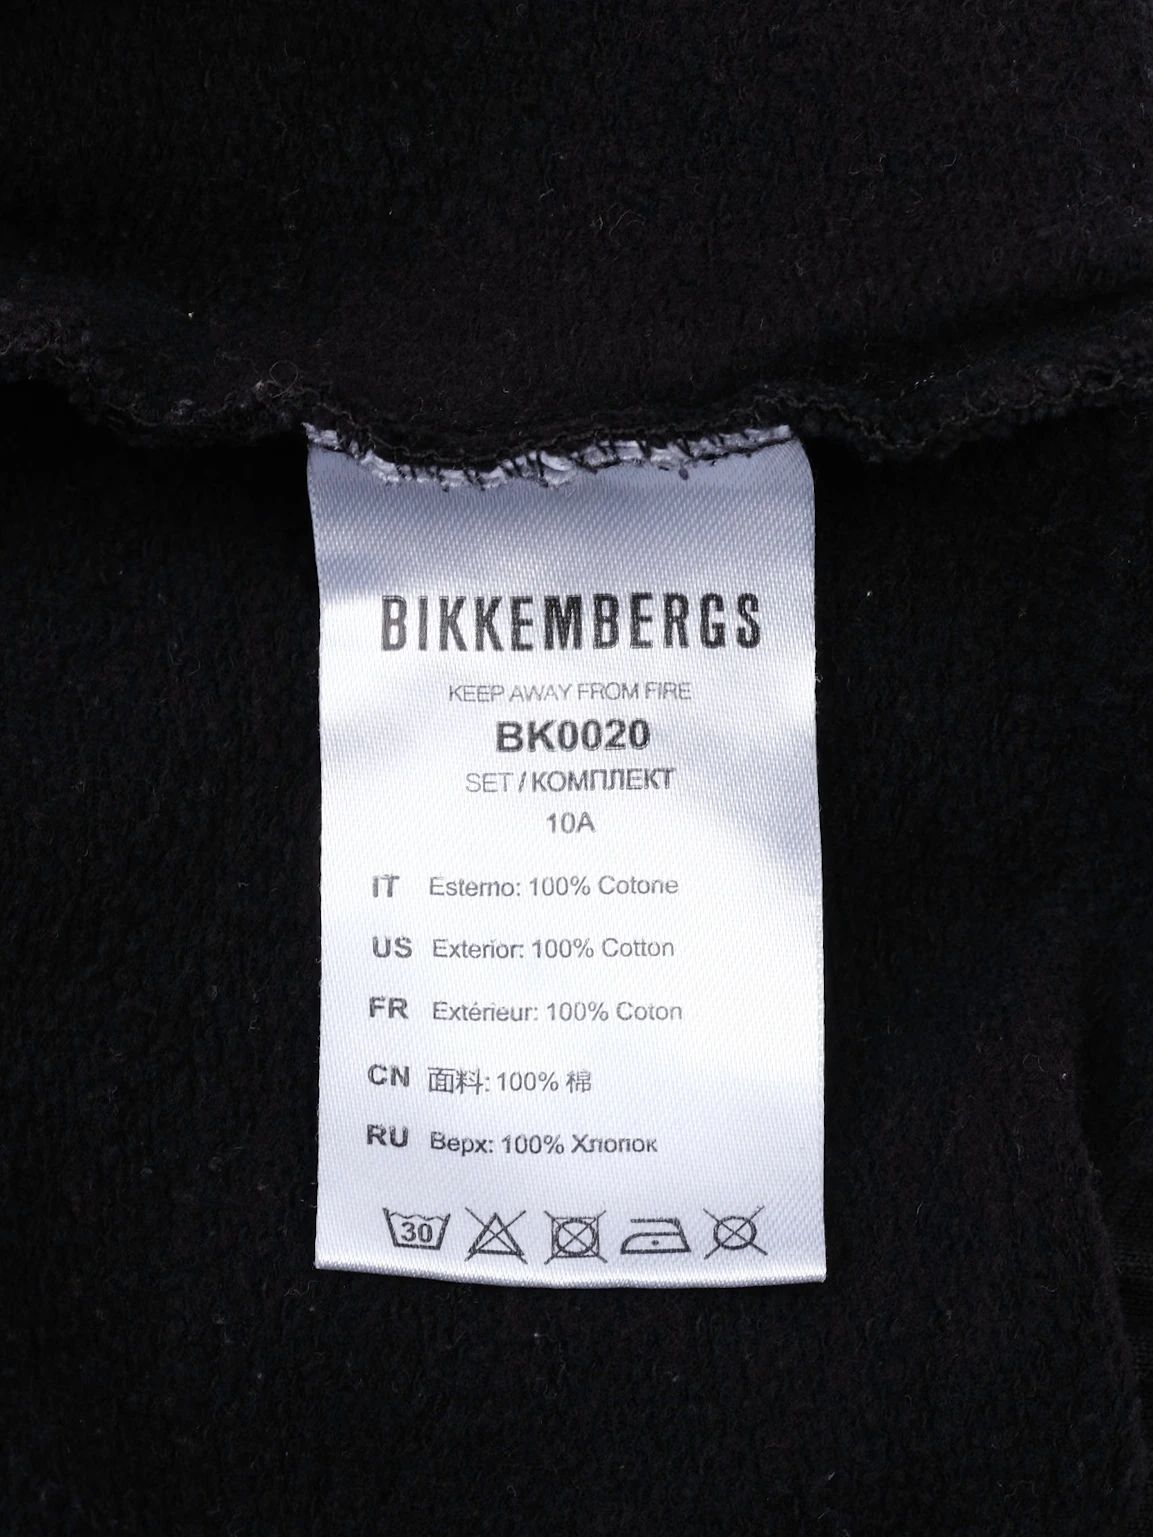 BIKKEMBERGS
KEEP AWAY FROM FIRE
BK0020
SET / КОМПЛЕКТ
10A
IT Esterno: 100% Cotone
US Exterior: 100% Cotton
FR Extérieur: 100% Coton
CN 面料: 100% 棉
RU Верх: 100% Хлопок
30